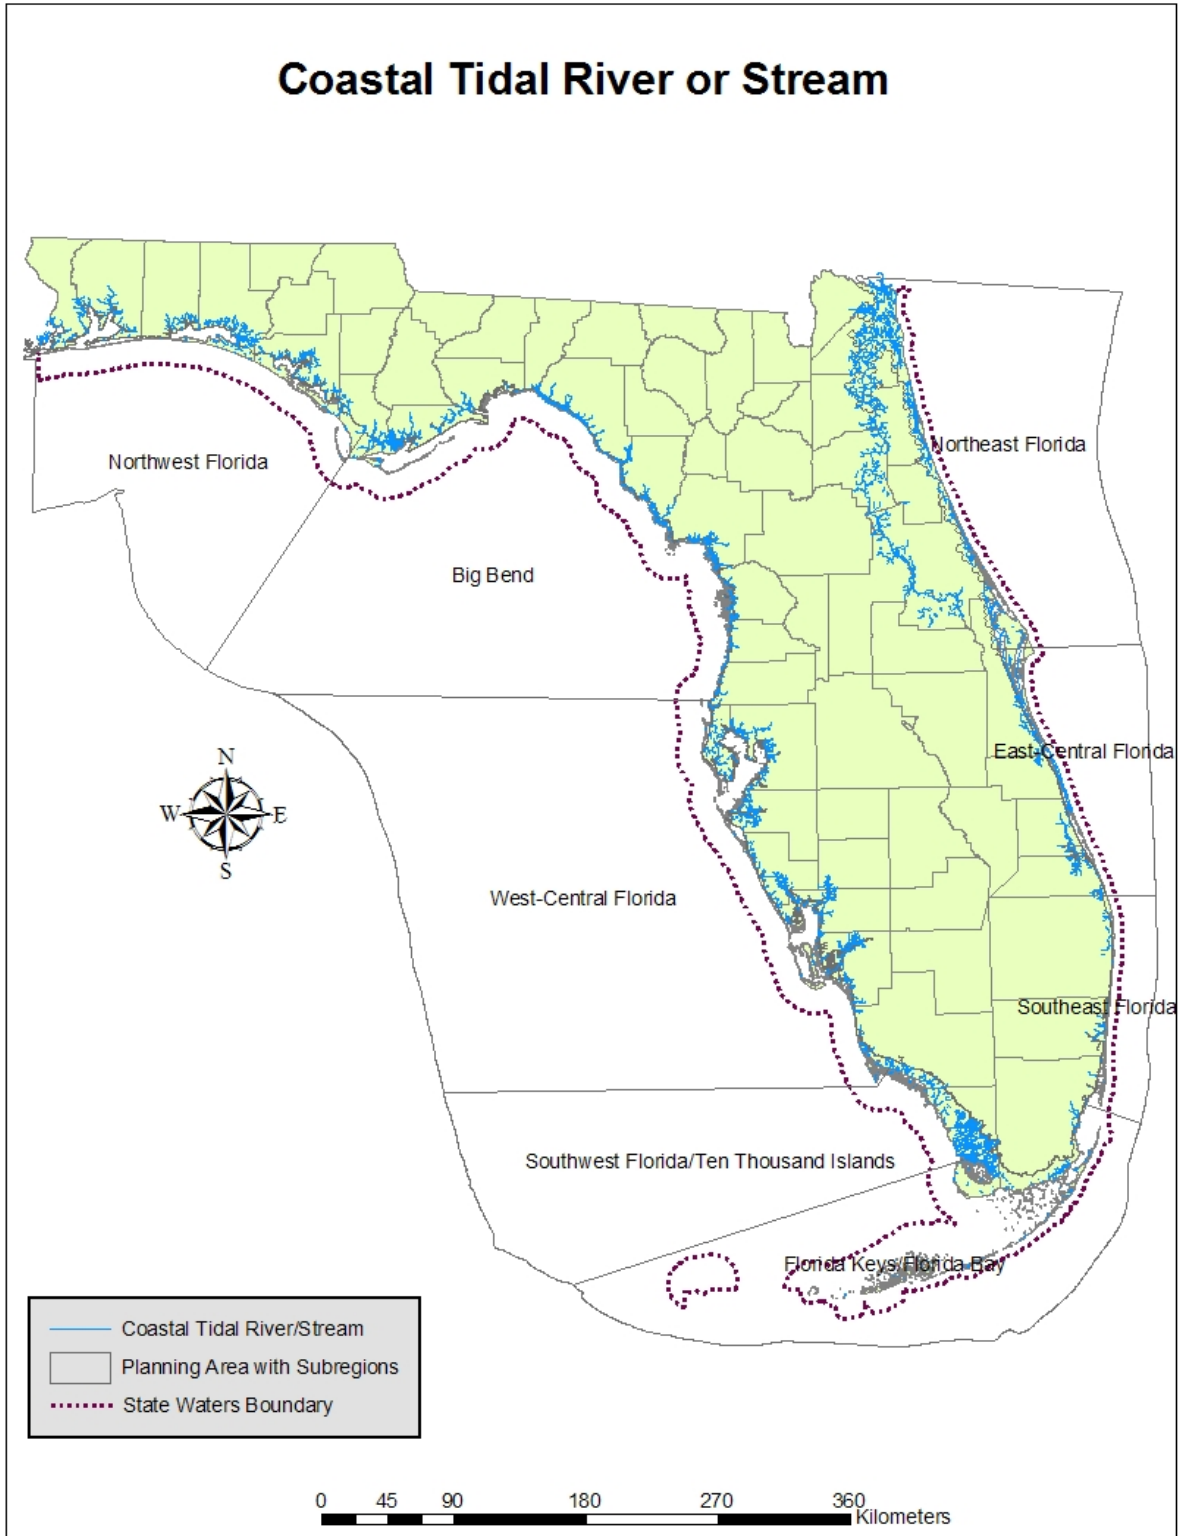 Coastal Tidal River or Stream
Northeast Florida
Northwest Florida
Big Bend
East-Central Florida
N
W E
S
West-Central Florida
Southeast Florida
Southwest Florida/Ten Thousand Islands
Florida Keys/Florida Bay
Coastal Tidal River/Stream
Planning Area with Subregions
State Waters Boundary
0 45 90 180 270 360
Kilometers